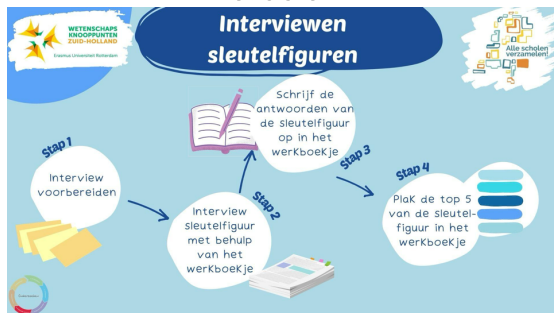 Interviewen
sleutelfiguren
WETENSCHAPS
KNOOPPUNTEN
ZUID-HOLLAND
Erasmus Universiteit Rotterdam
Alle scholen
verzamelen!
Stap 1
Interview
voorbereiden
Stap 2
Interview
sleutelfiguur
met behulp
van het
werkboekje
Schrijf de
antwoorden van
de sleutelfiguur
op in het
werkboekje
Stap 3
Stap 4
Plak de top 5
van de sleutel-
figuur in het
werkboekje